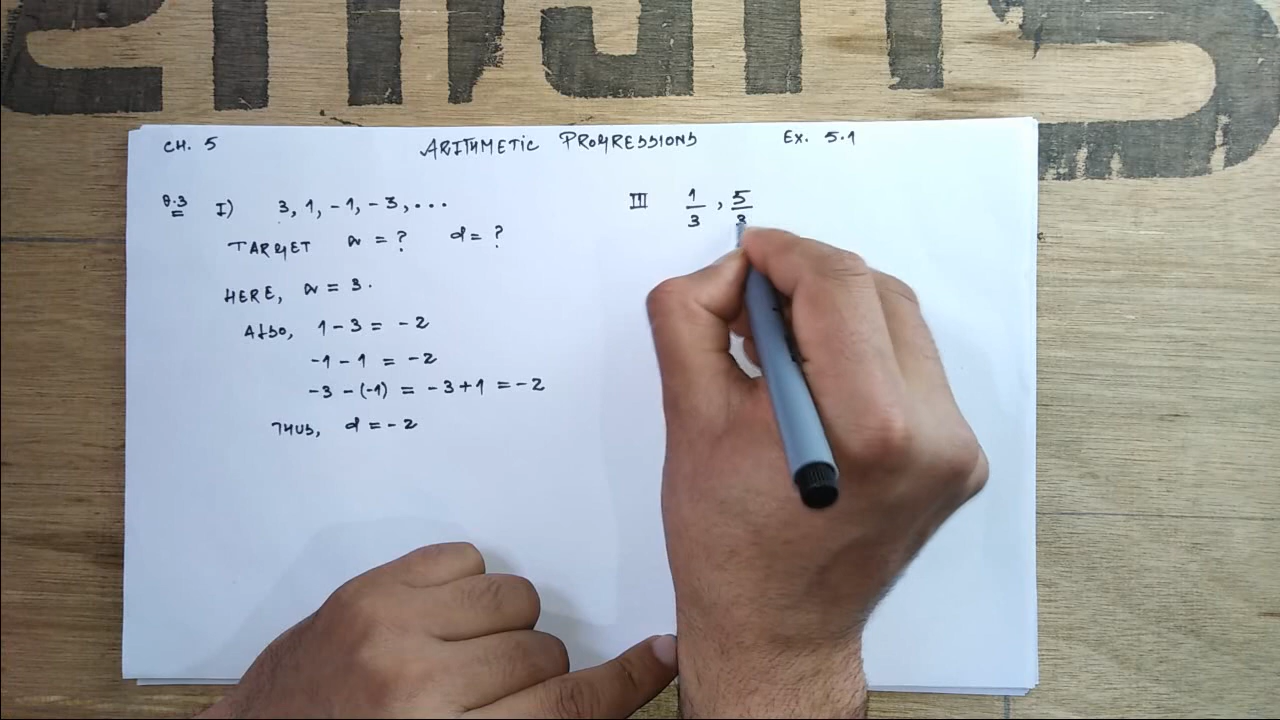 CH. 5 ARITHMETIC PROGRESSIONS Ex. 5.1
Q.3 I) 3, 1, -1, -3, ...
TARGET a = ? d = ?
HERE, a = 3.
ALSO, 1 - 3 = -2
-1 - 1 = -2
-3 - (-1) = -3 + 1 = -2
THUS, d = -2
III 1/3, 5/3